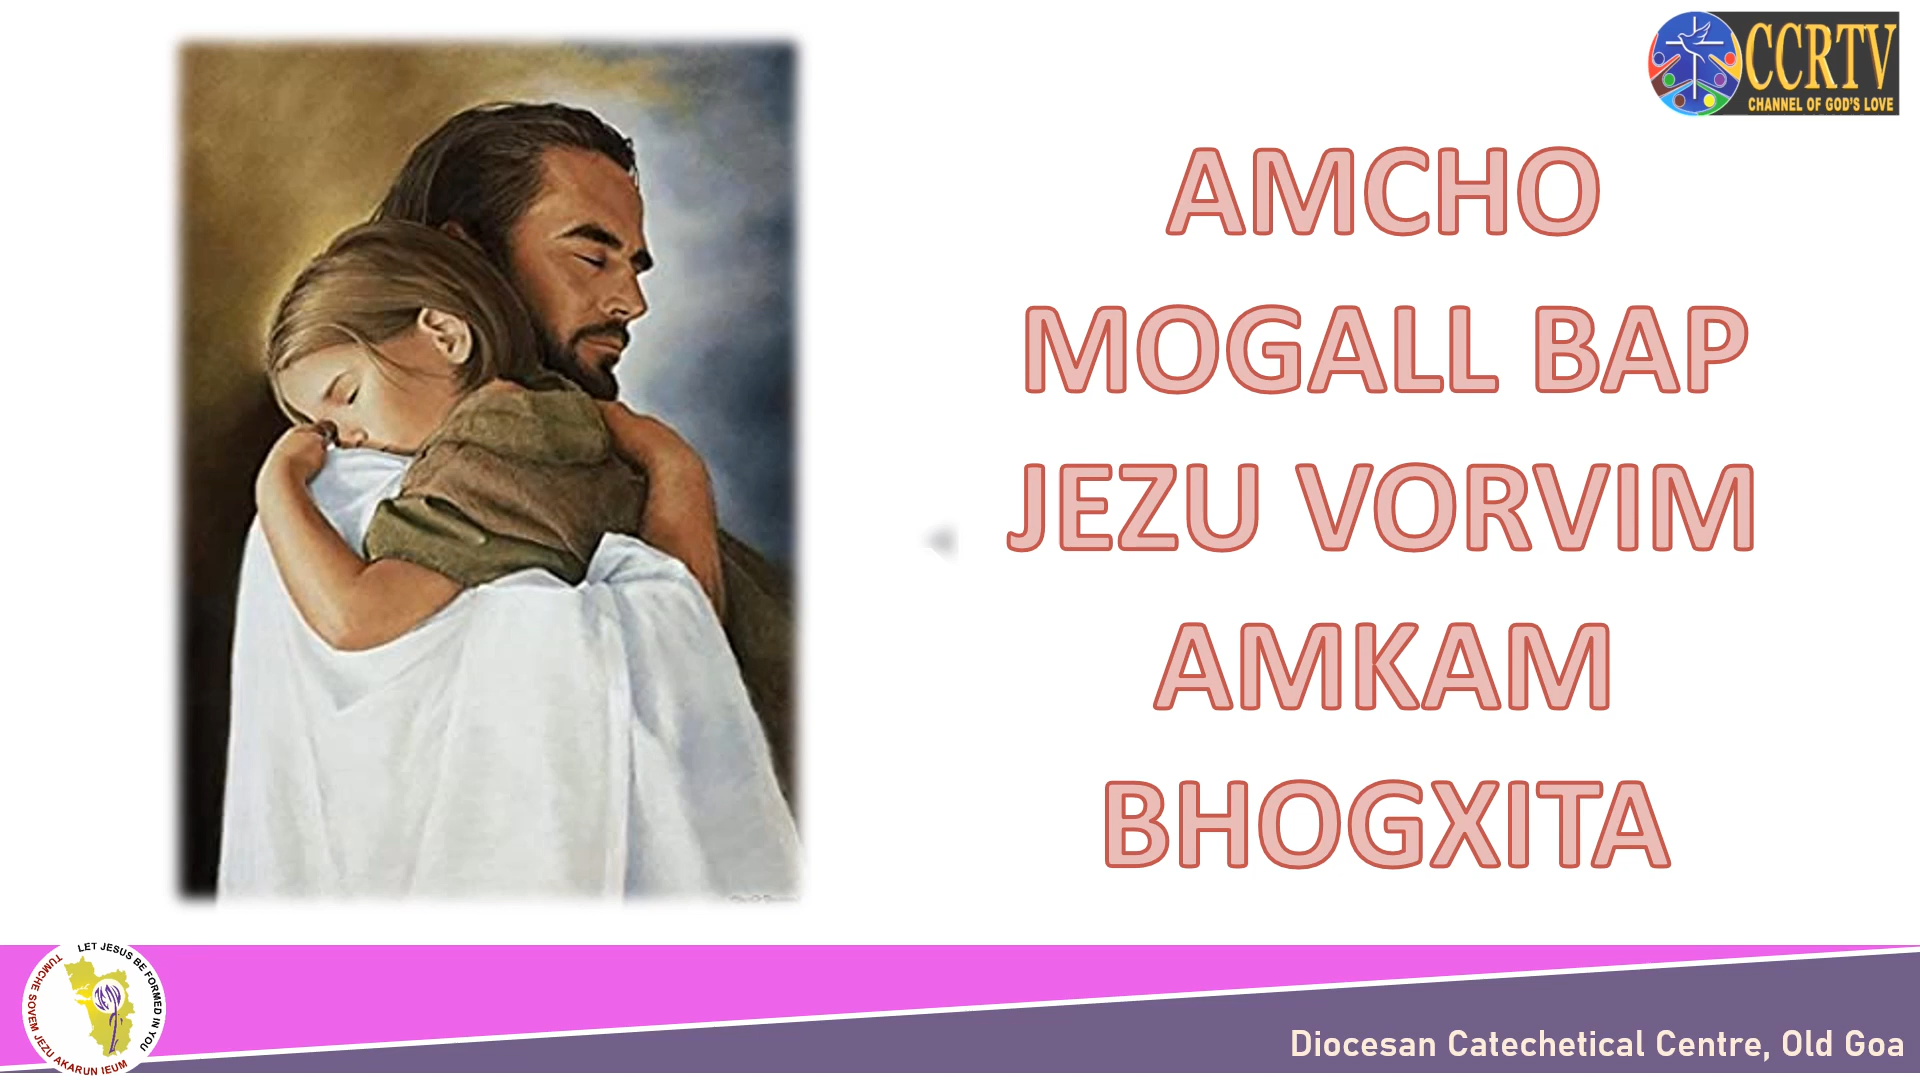 CCRTV
CHANNEL OF GOD'S LOVE
AMCHO
MOGALL BAP
JEZU VORVIM
AMKAM
BHOGXITA
LET JESUS BE FORMED IN YOU
TUMCHE SOVEM JEZU AKARUN IEUM
Diocesan Catechetical Centre, Old Goa